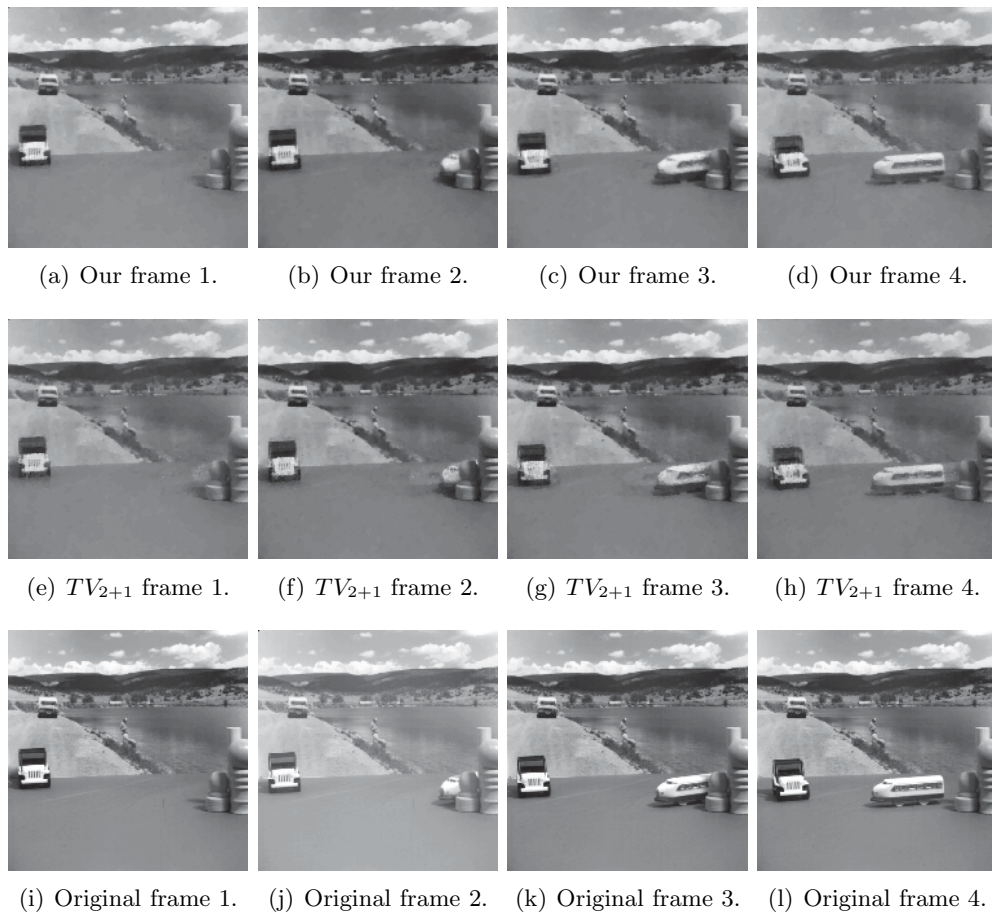 (a) Our frame 1.
(b) Our frame 2.
(c) Our frame 3.
(d) Our frame 4.
(e) TV₂₊₁ frame 1.
(f) TV₂₊₁ frame 2.
(g) TV₂₊₁ frame 3.
(h) TV₂₊₁ frame 4.
(i) Original frame 1.
(j) Original frame 2.
(k) Original frame 3.
(l) Original frame 4.